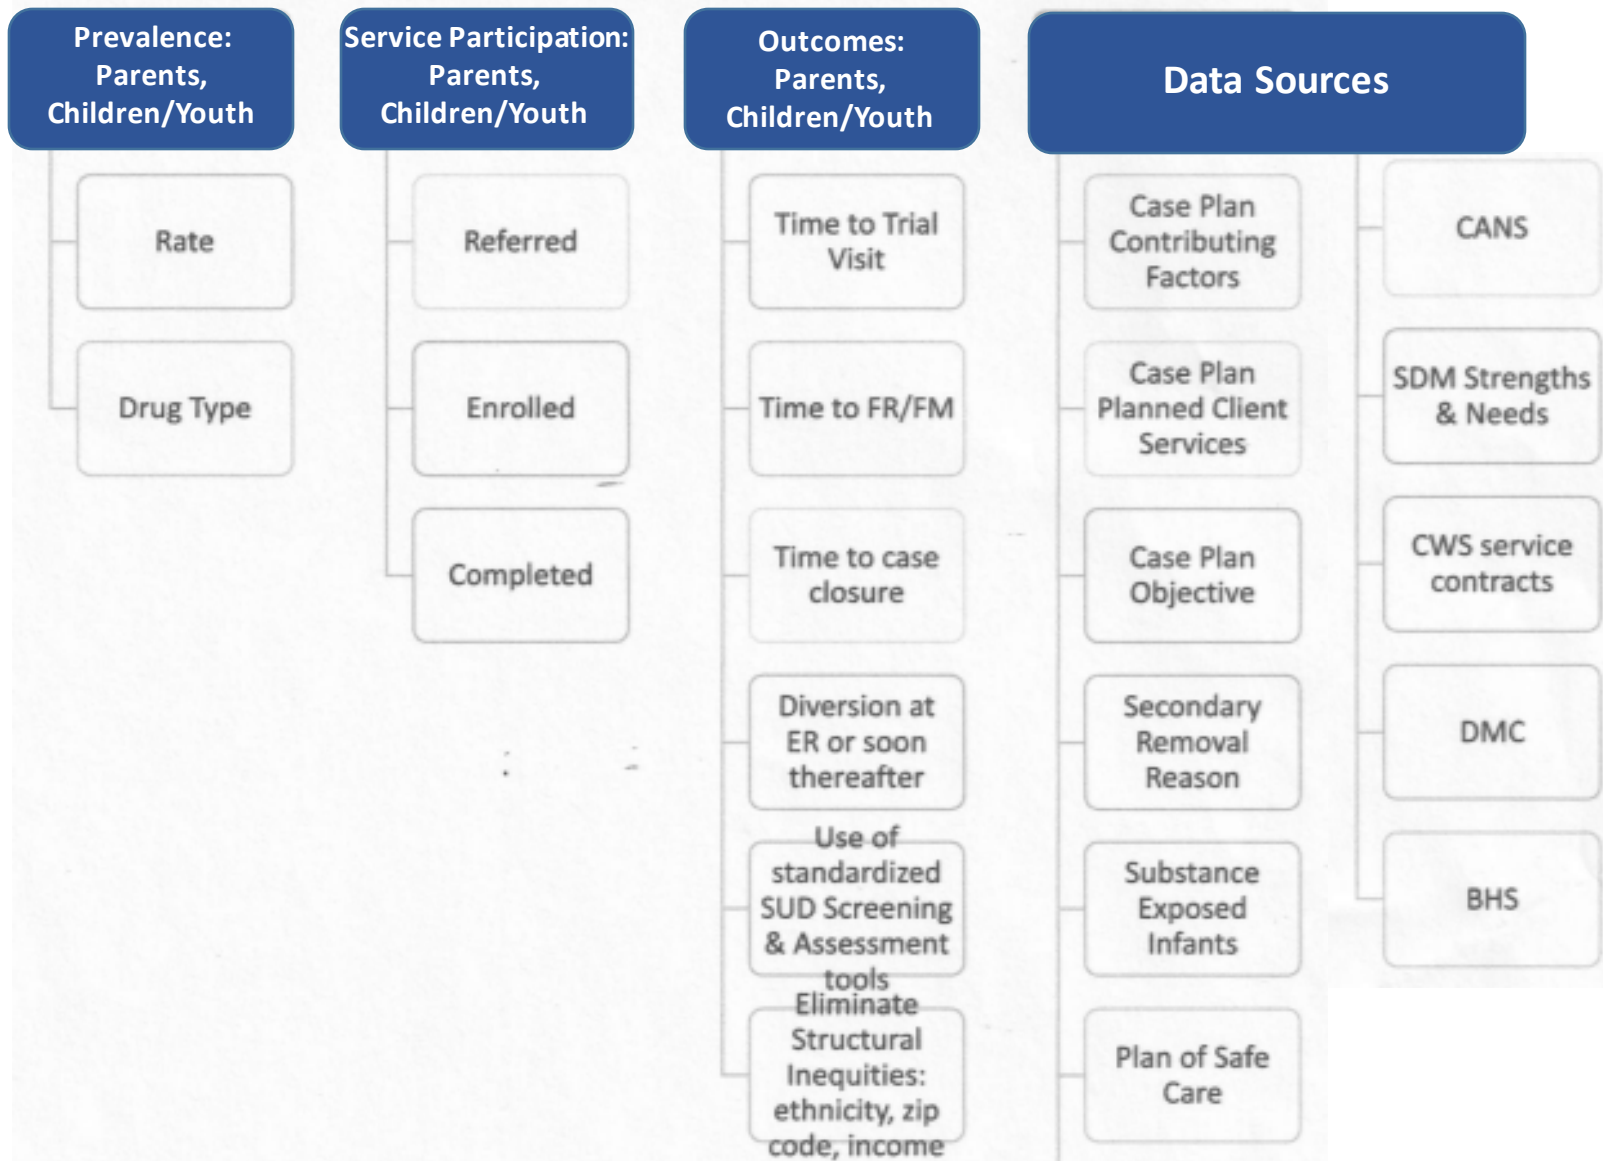 Prevalence:
Parents,
Children/Youth
Rate
Drug Type
Service Participation:
Parents,
Children/Youth
Referred
Enrolled
Completed
Outcomes:
Parents,
Children/Youth
Time to Trial
Visit
Time to FR/FM
Time to case
closure
Diversion at
ER or soon
thereafter
Use of
standardized
SUD Screening
& Assessment
tools
Eliminate
Structural
Inequities:
ethnicity, zip
code, income
Data Sources
Case Plan
Contributing
Factors
Case Plan
Planned Client
Services
Case Plan
Objective
Secondary
Removal
Reason
Substance
Exposed
Infants
Plan of Safe
Care
CANS
SDM Strengths
& Needs
CWS service
contracts
DMC
BHS